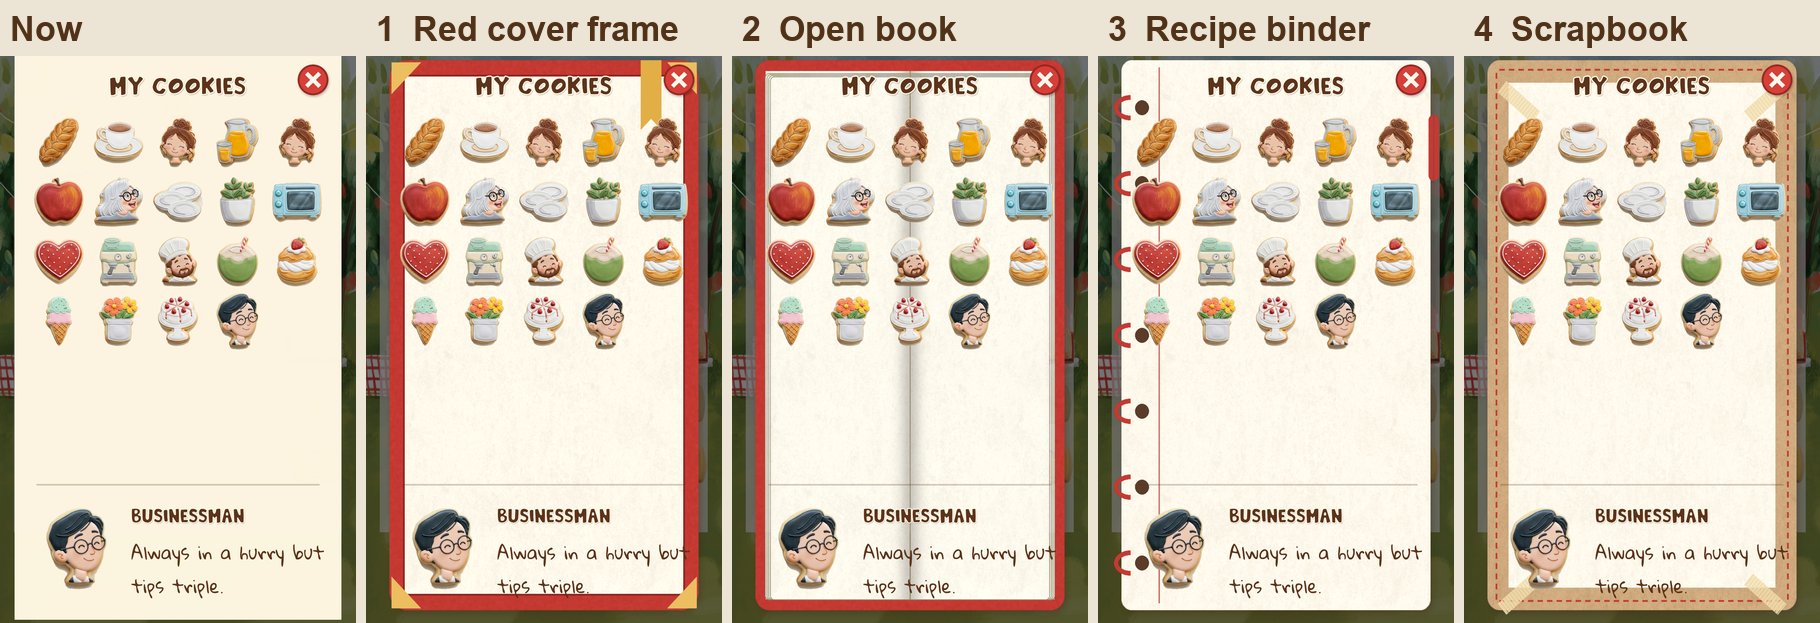 Now
MY COOKIES
BUSINESSMAN
Always in a hurry but
tips triple.
1 Red cover frame
MY COOKIES
BUSINESSMAN
Always in a hurry but
tips triple.
2 Open book
MY COOKIES
BUSINESSMAN
Always in a hurry but
tips triple.
3 Recipe binder
MY COOKIES
BUSINESSMAN
Always in a hurry but
tips triple.
4 Scrapbook
MY COOKIES
BUSINESSMAN
Always in a hurry but
tips triple.